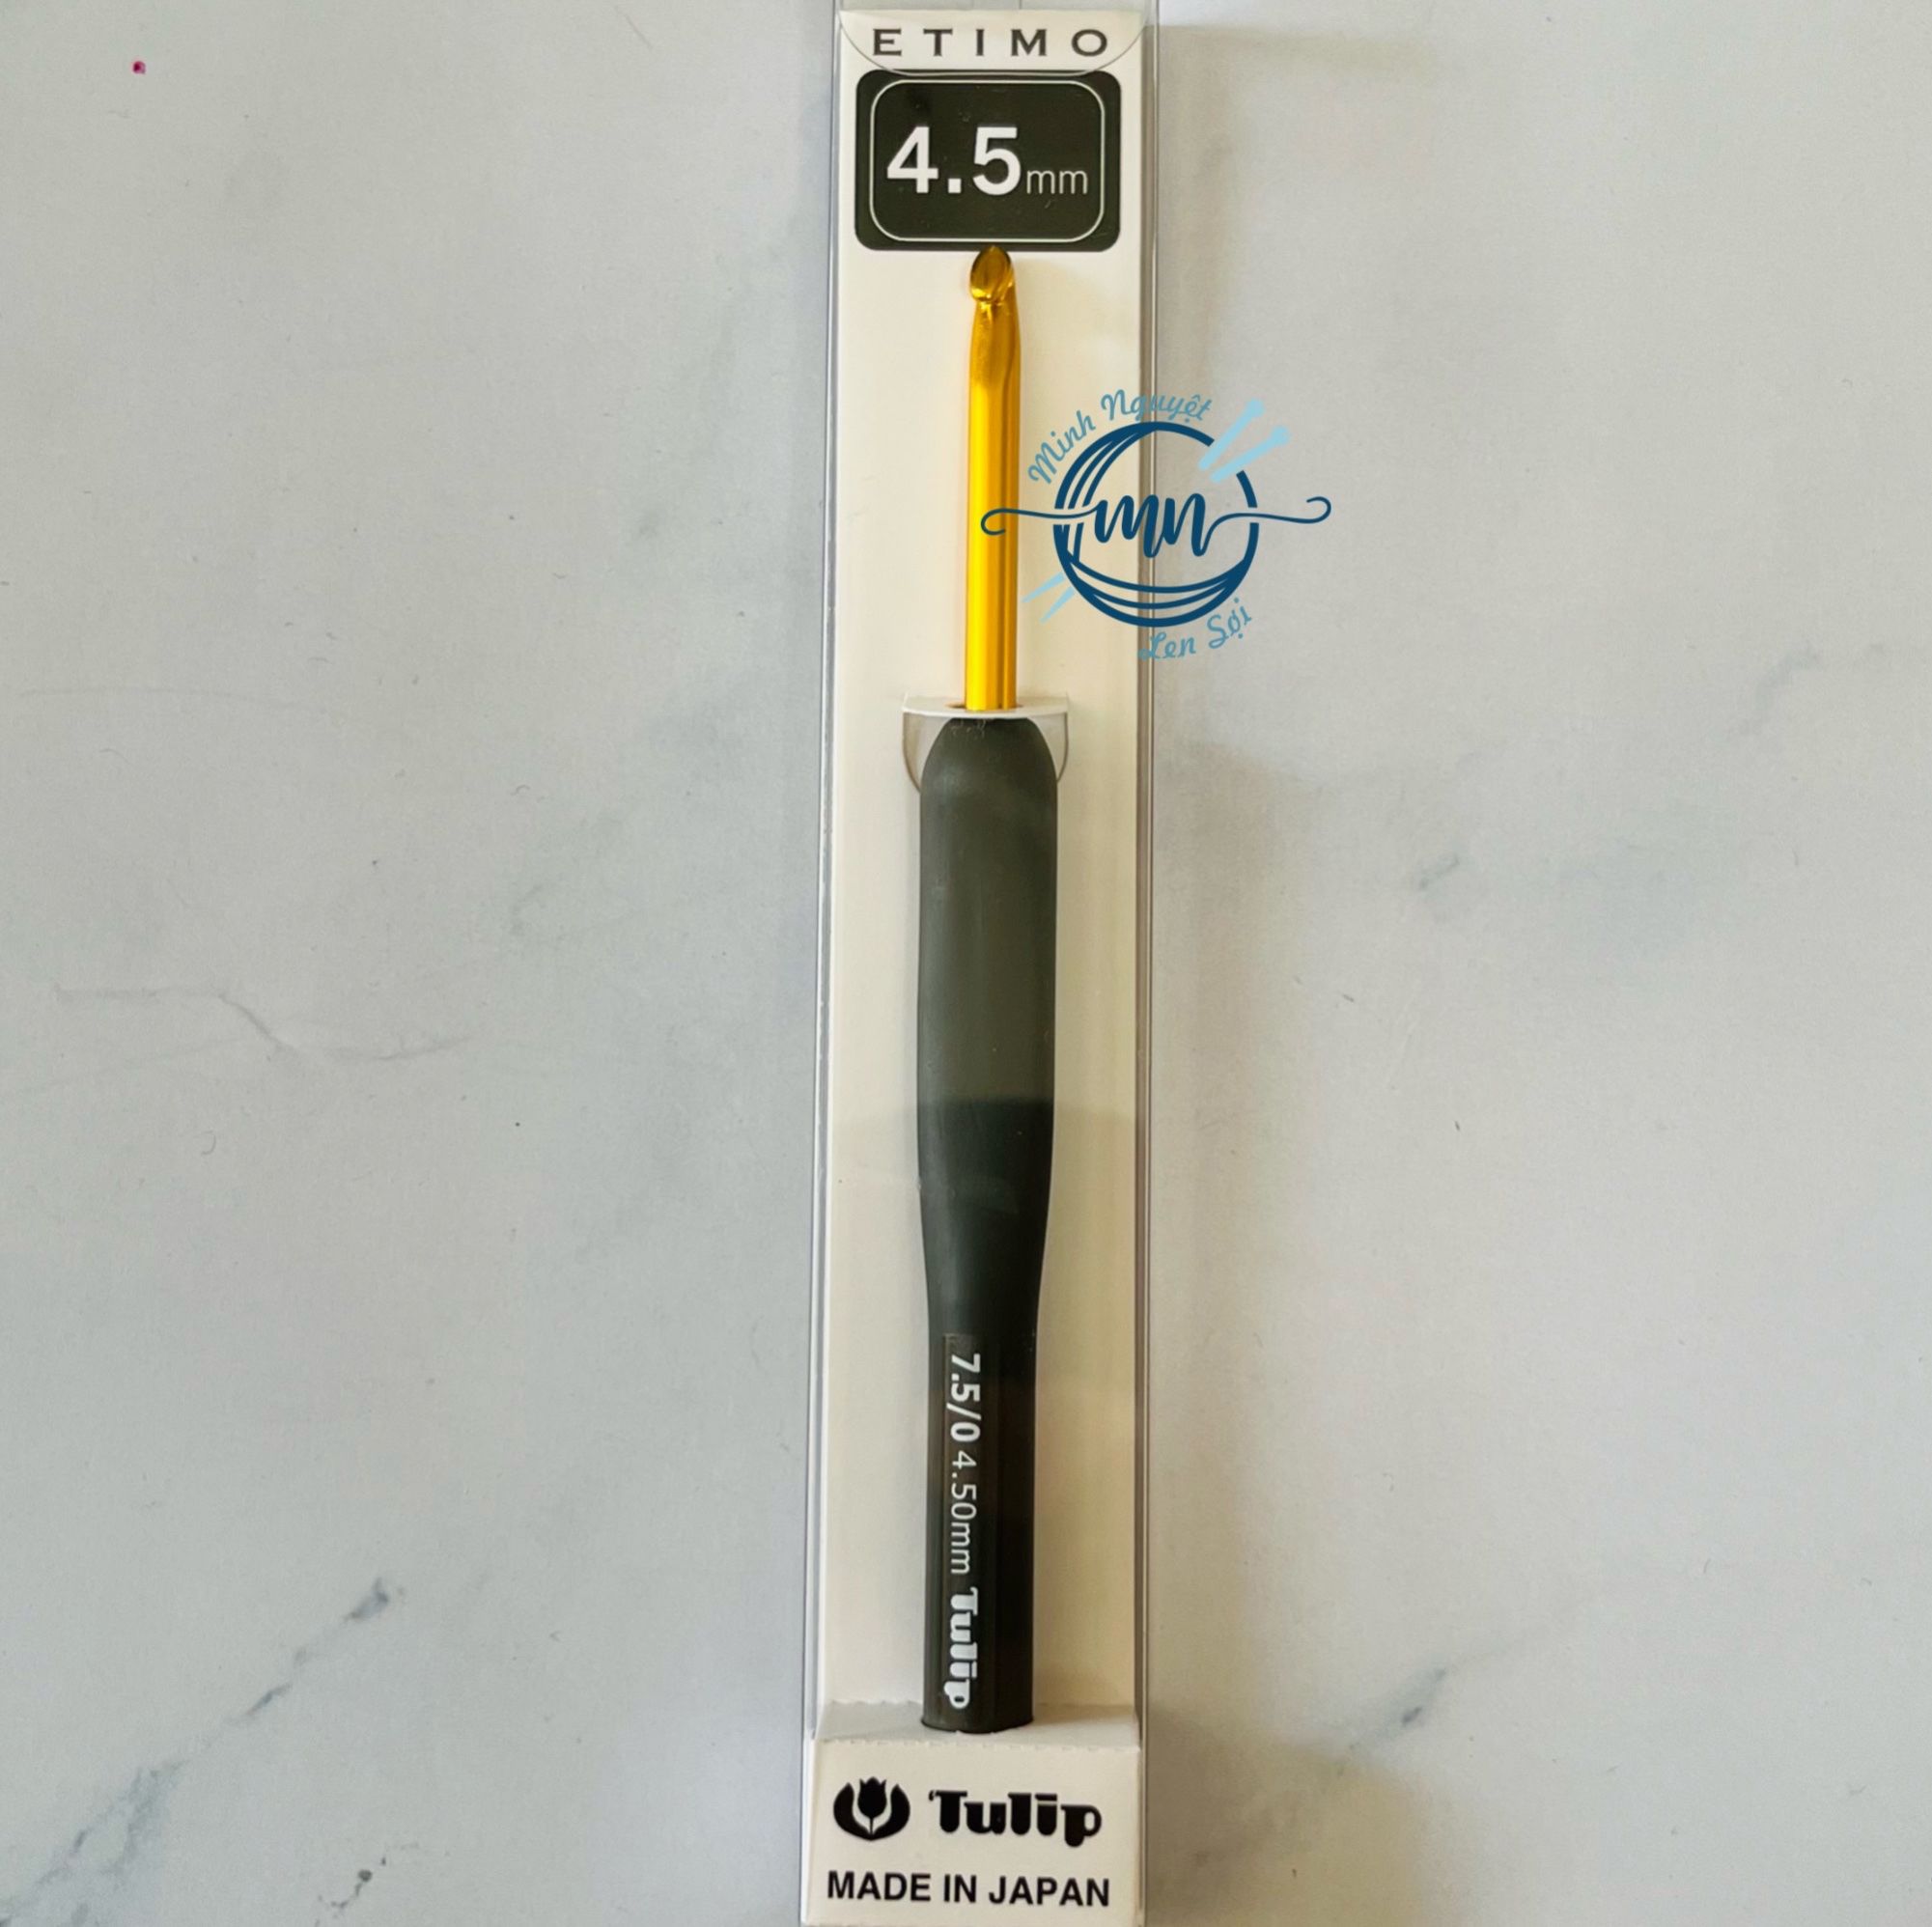 ETIMO
4.5mm
Minh Nguyệt
mn
Len Sợi
7.5/0 4.50mm Tulip
Tulip
MADE IN JAPAN